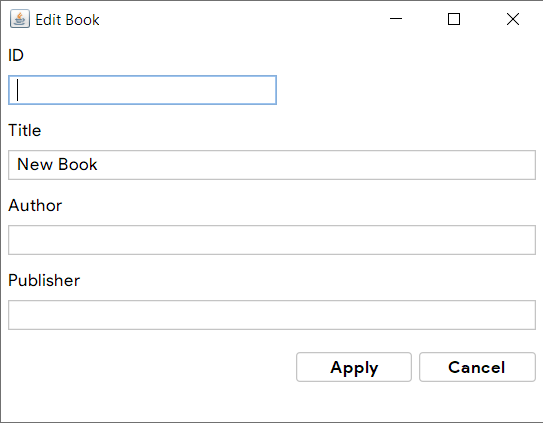 Edit Book
ID
Title
New Book
Author
Publisher
Apply Cancel